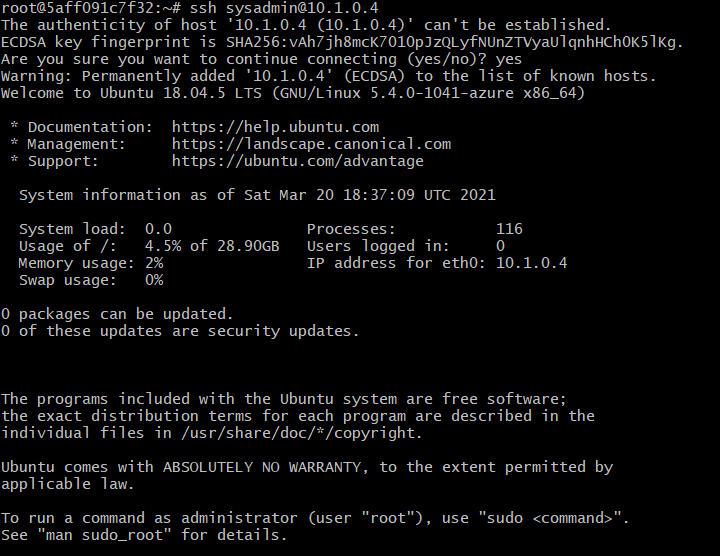 root@5aff091c7f32:~# ssh sysadmin@10.1.0.4
The authenticity of host '10.1.0.4 (10.1.0.4)' can't be established.
ECDSA key fingerprint is SHA256:vAh7jh8mcK7O10pJzQLyfNUnZTVyaUlqnhHCh0K5lKg.
Are you sure you want to continue connecting (yes/no)? yes
Warning: Permanently added '10.1.0.4' (ECDSA) to the list of known hosts.
Welcome to Ubuntu 18.04.5 LTS (GNU/Linux 5.4.0-1041-azure x86_64)

 * Documentation:  https://help.ubuntu.com
 * Management:     https://landscape.canonical.com
 * Support:        https://ubuntu.com/advantage

  System information as of Sat Mar 20 18:37:09 UTC 2021

  System load:  0.0               Processes:           116
  Usage of /:   4.5% of 28.90GB   Users logged in:     0
  Memory usage: 2%                IP address for eth0: 10.1.0.4
  Swap usage:   0%

0 packages can be updated.
0 of these updates are security updates.

The programs included with the Ubuntu system are free software;
the exact distribution terms for each program are described in the
individual files in /usr/share/doc/*/copyright.

Ubuntu comes with ABSOLUTELY NO WARRANTY, to the extent permitted by
applicable law.

To run a command as administrator (user "root"), use "sudo <command>".
See "man sudo_root" for details.